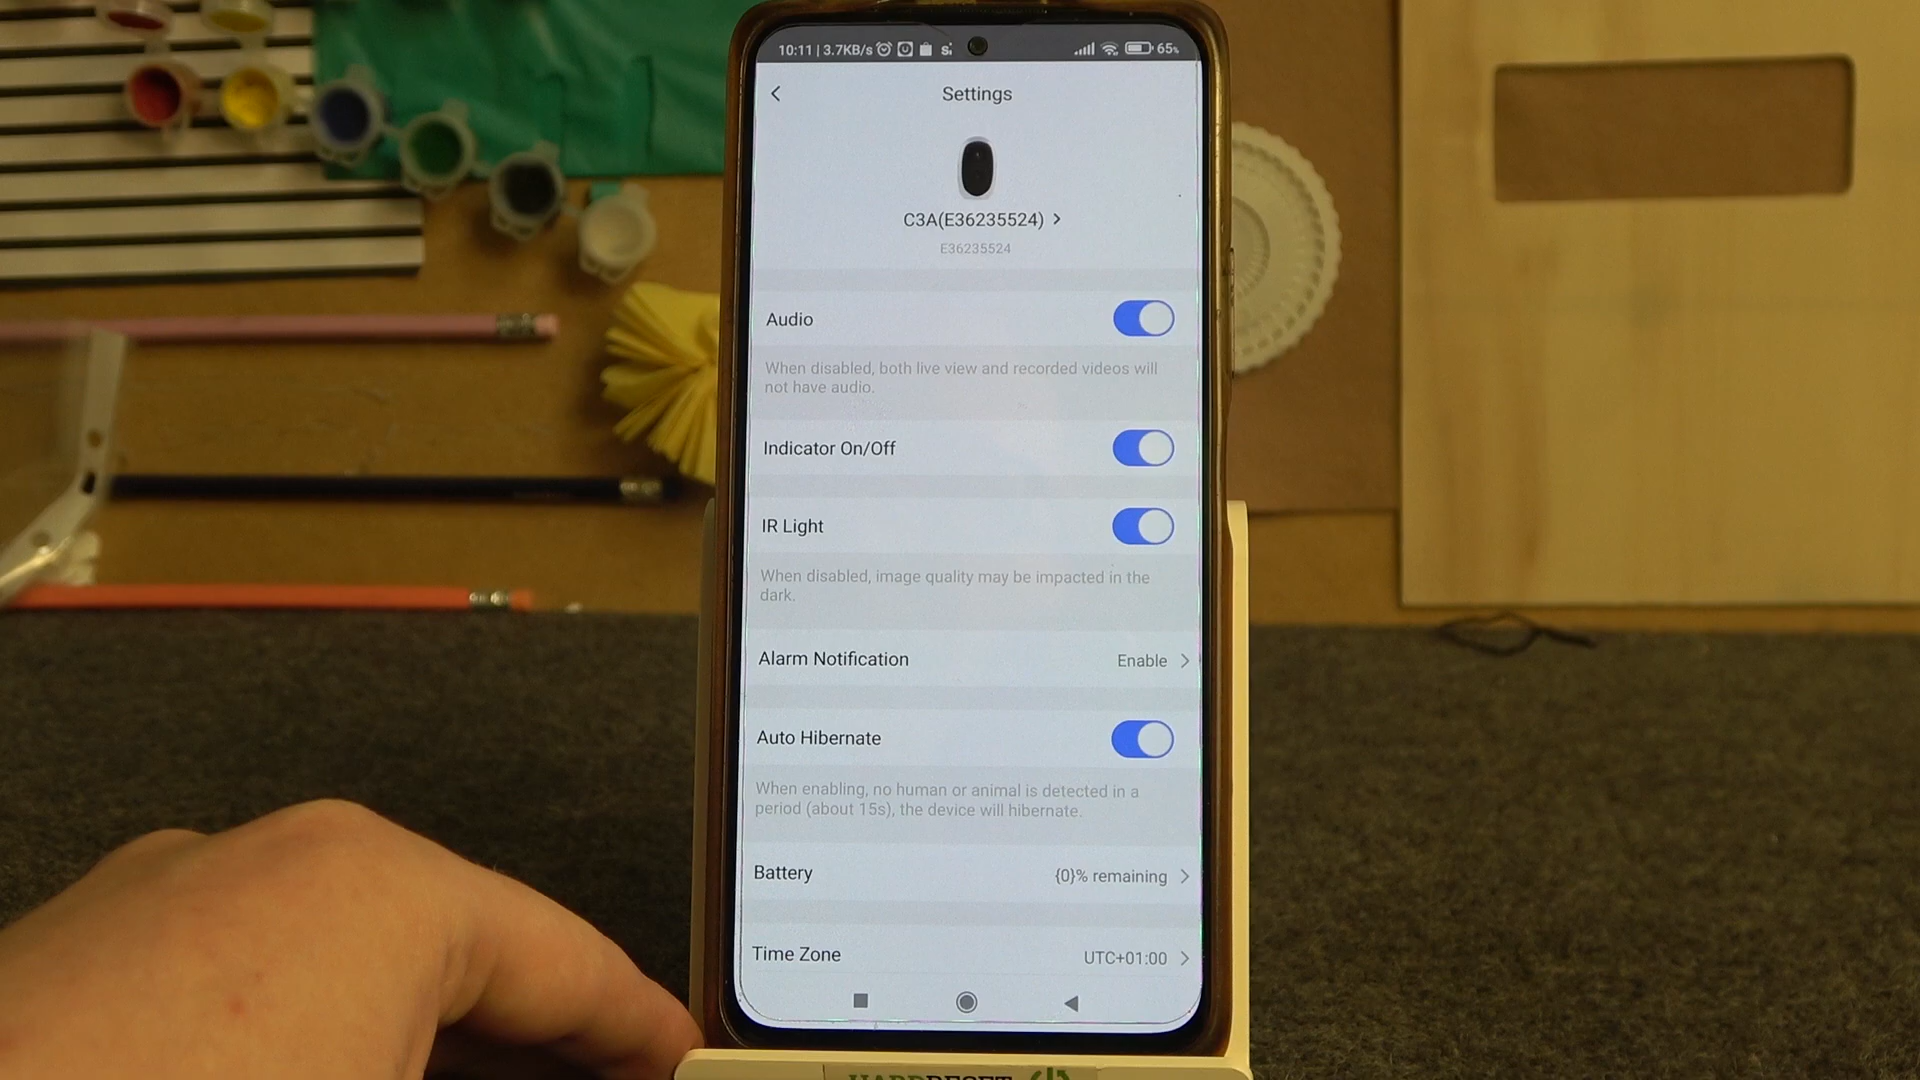 10:11 | 3.7KB/s 65%
Settings
C3A(E36235524) >
E36235524
Audio
When disabled, both live view and recorded videos will
not have audio.
Indicator On/Off
IR Light
When disabled, image quality may be impacted in the
dark.
Alarm Notification Enable >
Auto Hibernate
When enabling, no human or animal is detected in a
period (about 15s), the device will hibernate.
Battery {0}% remaining >
Time Zone UTC+01:00 >
HARDRESET